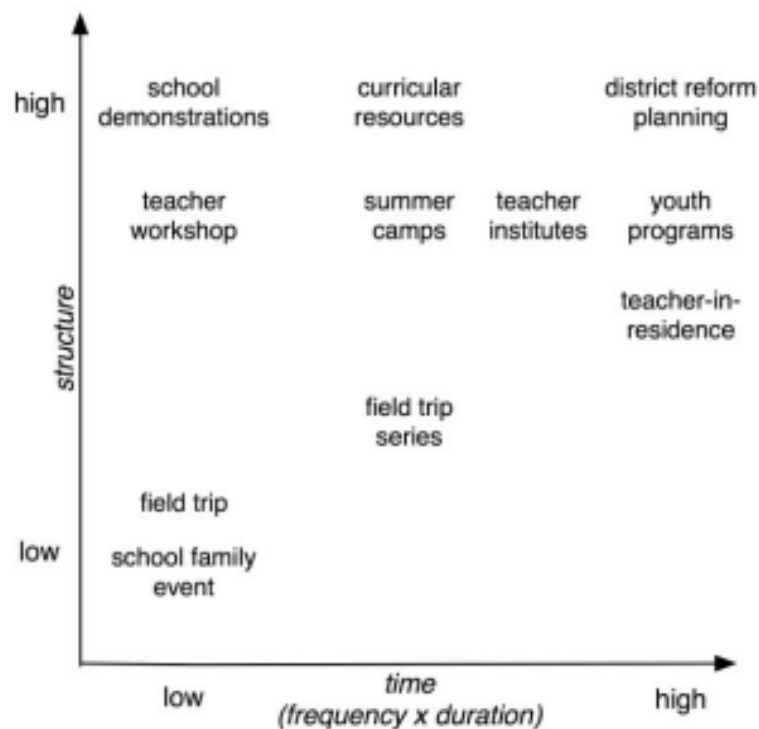 high
school
demonstrations
curricular
resources
district reform
planning
teacher
workshop
summer
camps
teacher
institutes
youth
programs
teacher-in-
residence
structure
field trip
series
field trip
low
school family
event
low
time
(frequency x duration)
high